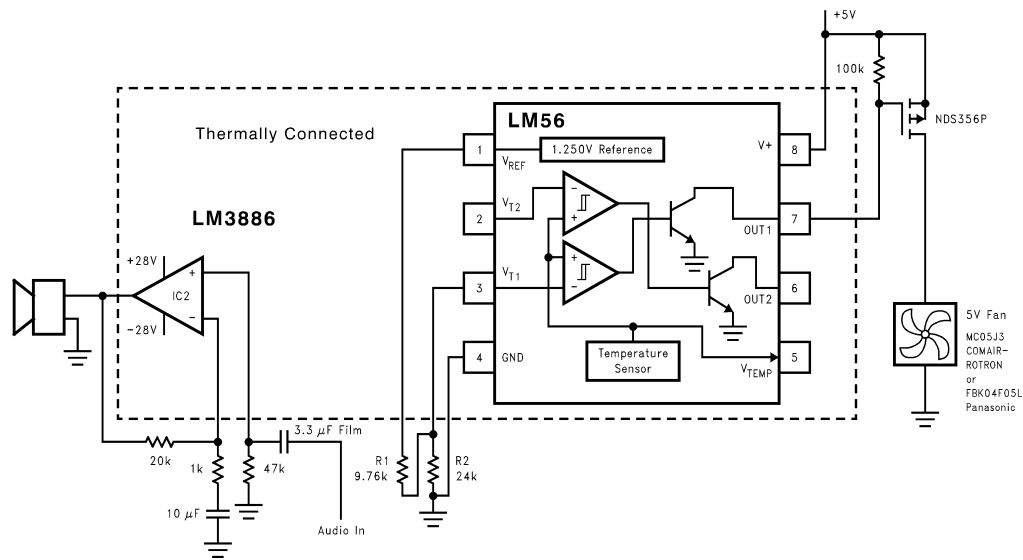 +5V
100k
NDS356P
Thermally Connected
LM56
1
VREF
1.250V Reference
V+
8
LM3886
2
VT2
−
+
7
OUT1
+28V
+
IC2
−
−28V
3
VT1
+
−
6
OUT2
4
GND
Temperature
Sensor
5
VTEMP
5V Fan
MC05J3
COMAIR-
ROTRON
or
FBK04F05L
Panasonic
3.3 μF Film
20k
1k
47k
R1
9.76k
R2
24k
10 μF
Audio In